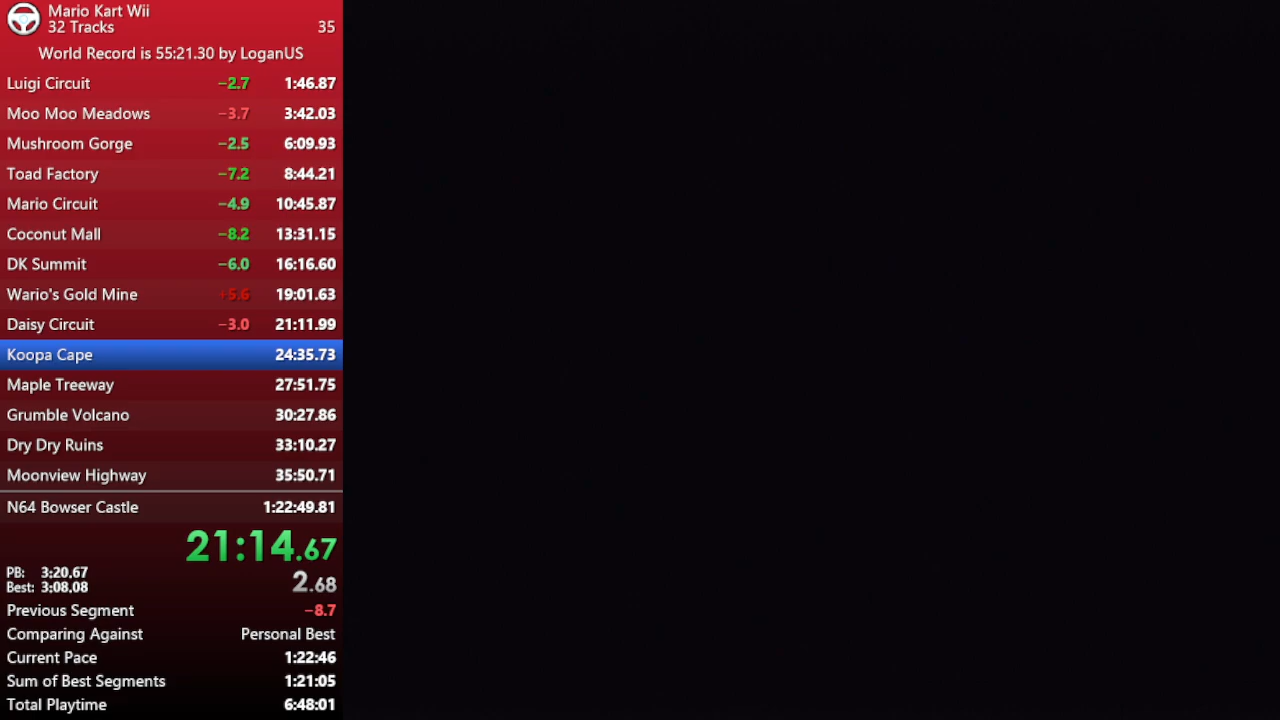 Mario Kart Wii
32 Tracks 35
World Record is 55:21.30 by LoganUS
Luigi Circuit −2.7 1:46.87
Moo Moo Meadows −3.7 3:42.03
Mushroom Gorge −2.5 6:09.93
Toad Factory −7.2 8:44.21
Mario Circuit −4.9 10:45.87
Coconut Mall −8.2 13:31.15
DK Summit −6.0 16:16.60
Wario's Gold Mine +5.6 19:01.63
Daisy Circuit −3.0 21:11.99
Koopa Cape 24:35.73
Maple Treeway 27:51.75
Grumble Volcano 30:27.86
Dry Dry Ruins 33:10.27
Moonview Highway 35:50.71
N64 Bowser Castle 1:22:49.81
21:14.67
PB: 3:20.67
Best: 3:08.08 2.68
Previous Segment −8.7
Comparing Against Personal Best
Current Pace 1:22:46
Sum of Best Segments 1:21:05
Total Playtime 6:48:01